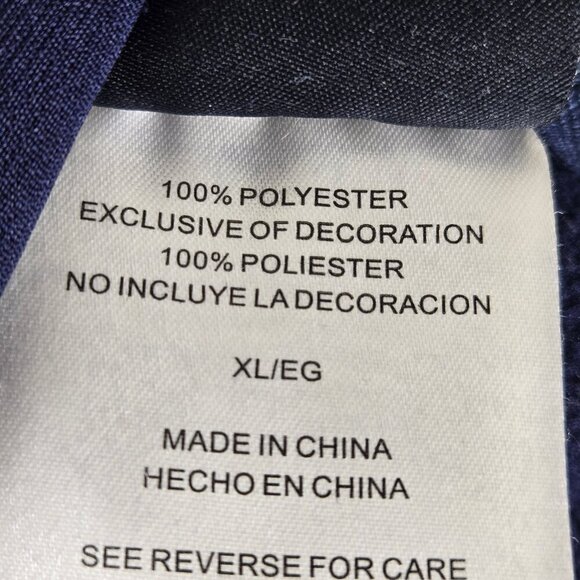 100% POLYESTER
EXCLUSIVE OF DECORATION
100% POLIESTER
NO INCLUYE LA DECORACION
XL/EG
MADE IN CHINA
HECHO EN CHINA
SEE REVERSE FOR CARE